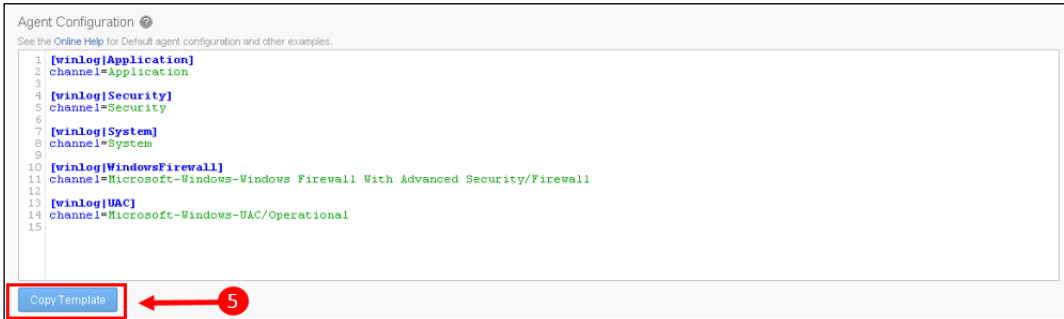 Agent Configuration ?
See the Online Help for Default agent configuration and other examples.
1 [winlog|Application]
2 channel=Application
3
4 [winlog|Security]
5 channel=Security
6
7 [winlog|System]
8 channel=System
9
10 [winlog|WindowsFirewall]
11 channel=Microsoft-Windows-Windows Firewall With Advanced Security/Firewall
12
13 [winlog|UAC]
14 channel=Microsoft-Windows-UAC/Operational
15
Copy Template 5